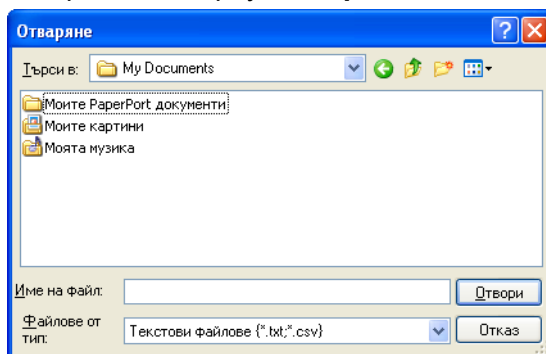 Отваряне
Търси в: My Documents
Моите PaperPort документи
Моите картини
Моята музика
Име на файл: Отвори
Файлове от тип: Текстови файлове {*.txt;*.csv} Отказ